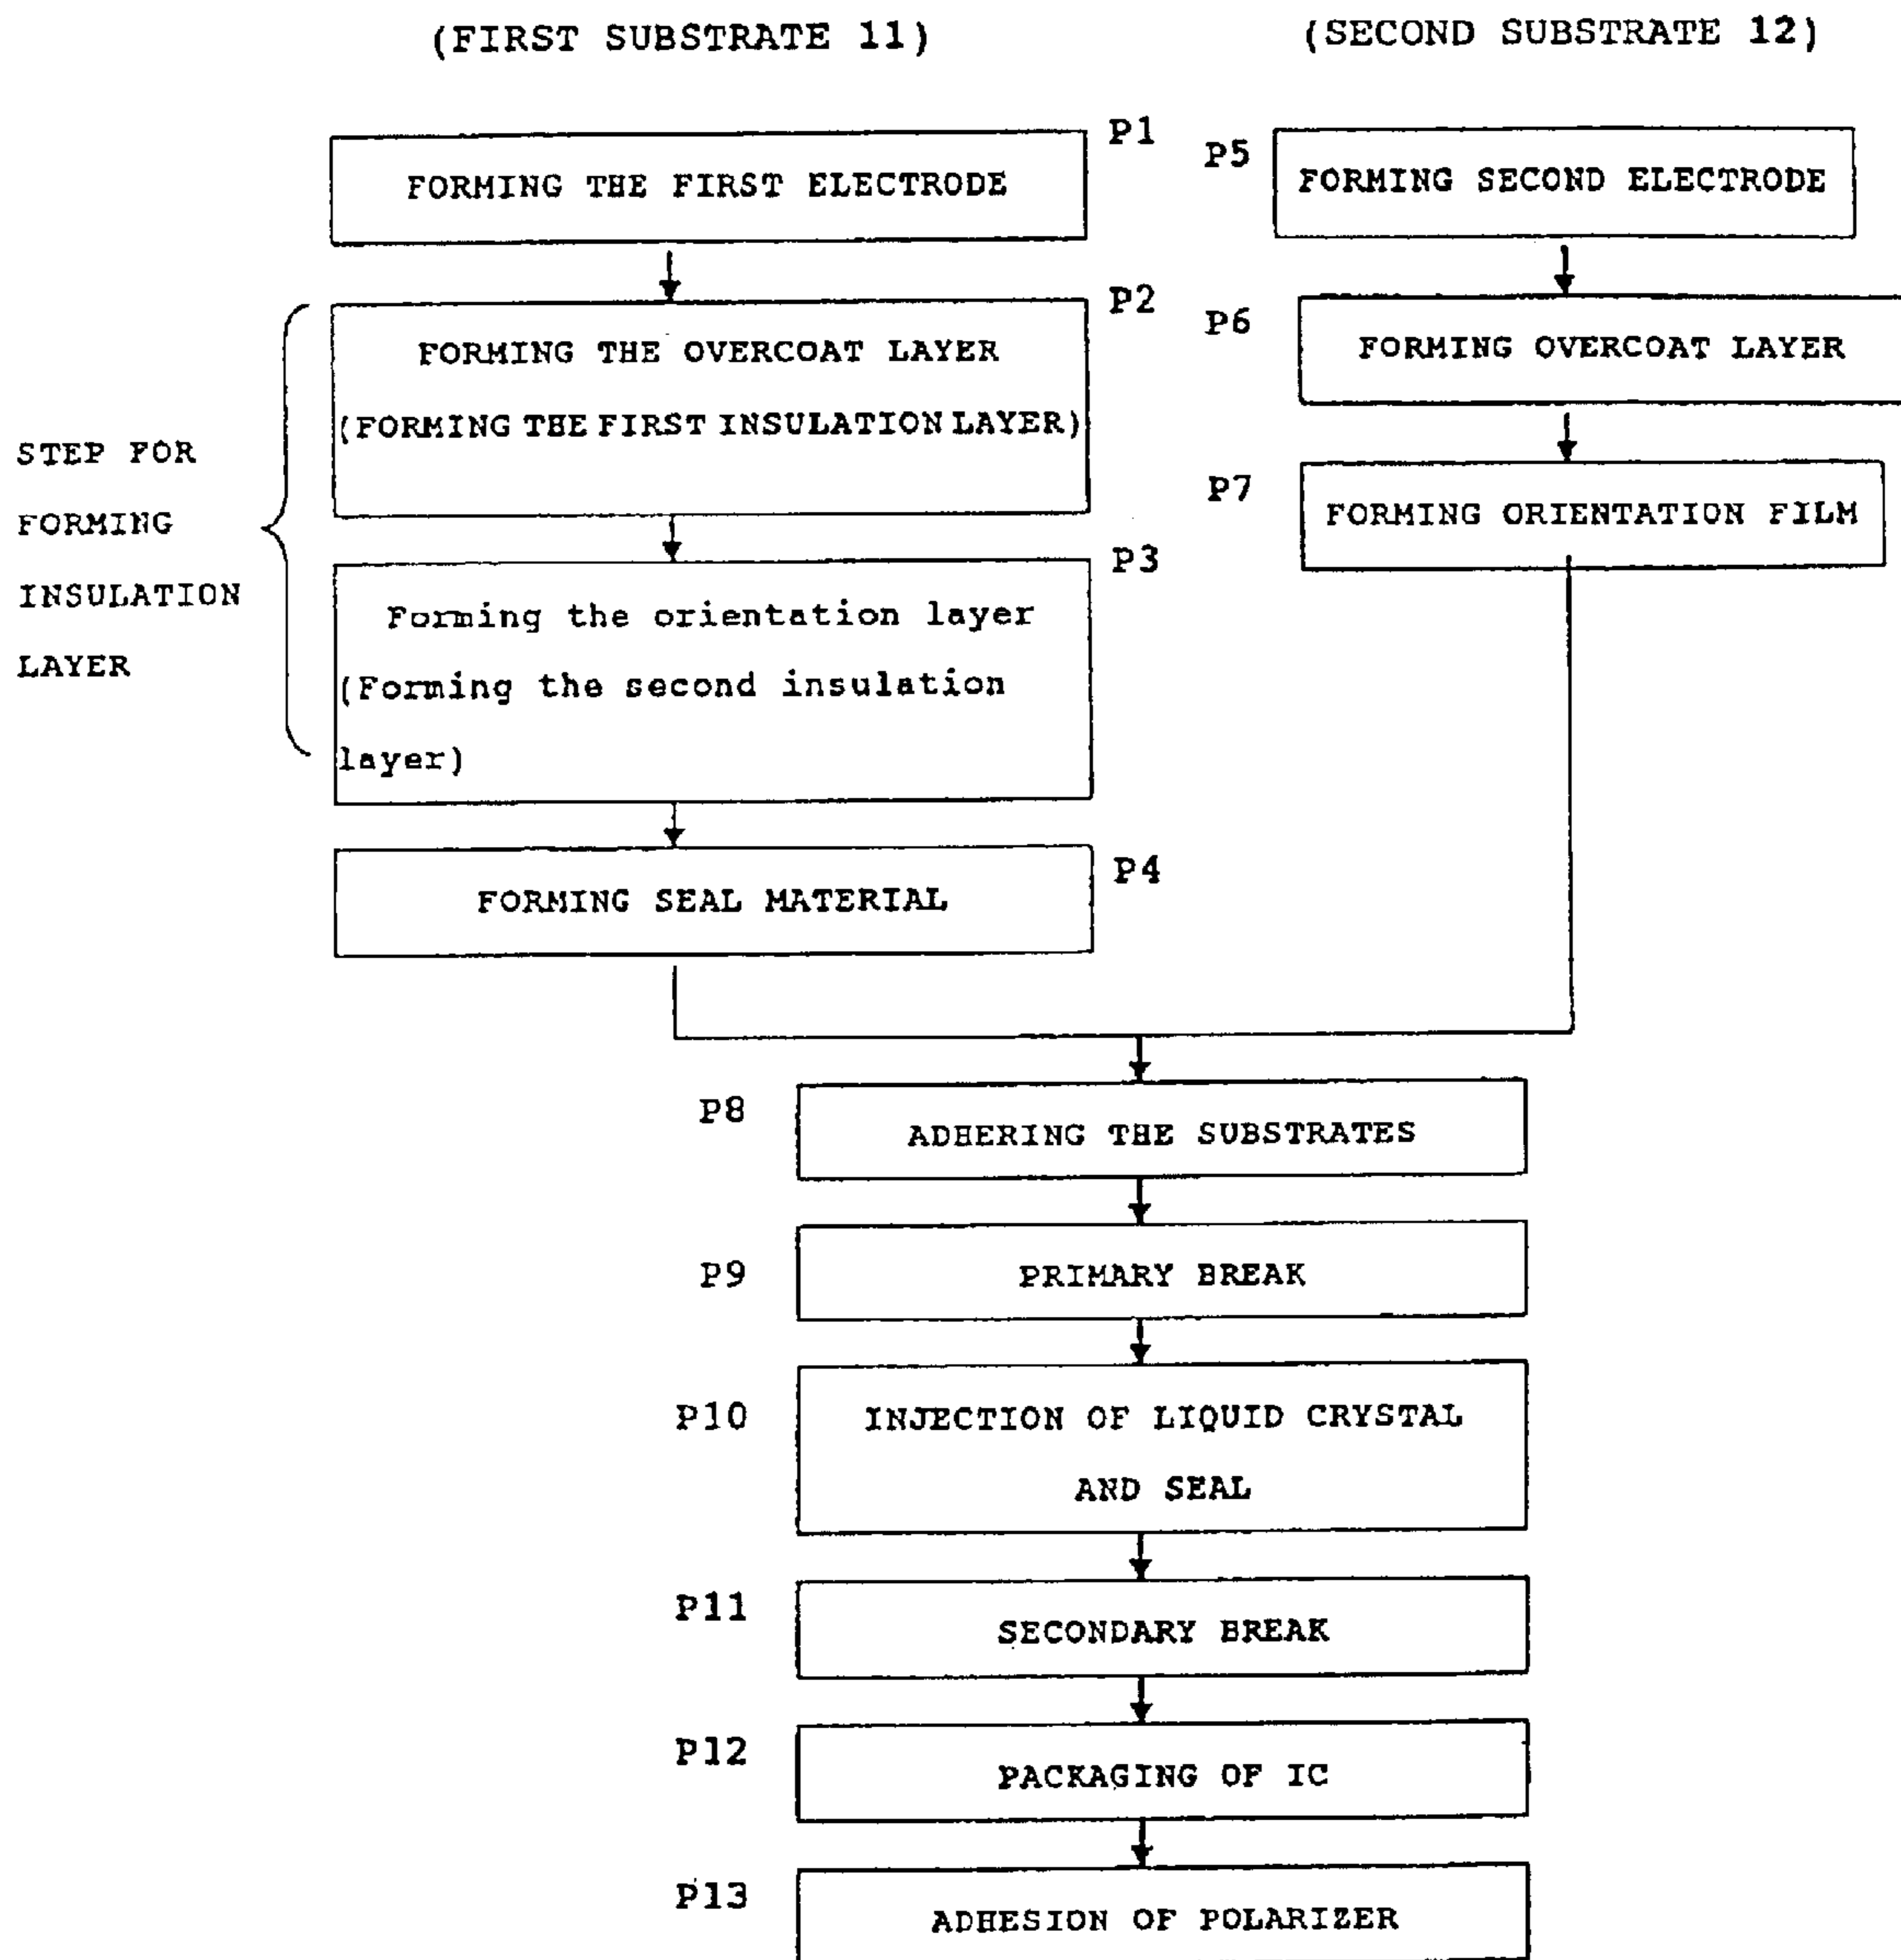 (FIRST SUBSTRATE 11)
(SECOND SUBSTRATE 12)
P1
FORMING THE FIRST ELECTRODE
P2
FORMING THE OVERCOAT LAYER
(FORMING THE FIRST INSULATION LAYER)
STEP FOR
FORMING
INSULATION
LAYER
P3
Forming the orientation layer
(Forming the second insulation
layer)
P4
FORMING SEAL MATERIAL
P5
FORMING SECOND ELECTRODE
P6
FORMING OVERCOAT LAYER
P7
FORMING ORIENTATION FILM
P8
ADHERING THE SUBSTRATES
P9
PRIMARY BREAK
P10
INJECTION OF LIQUID CRYSTAL
AND SEAL
P11
SECONDARY BREAK
P12
PACKAGING OF IC
P13
ADHESION OF POLARIZER